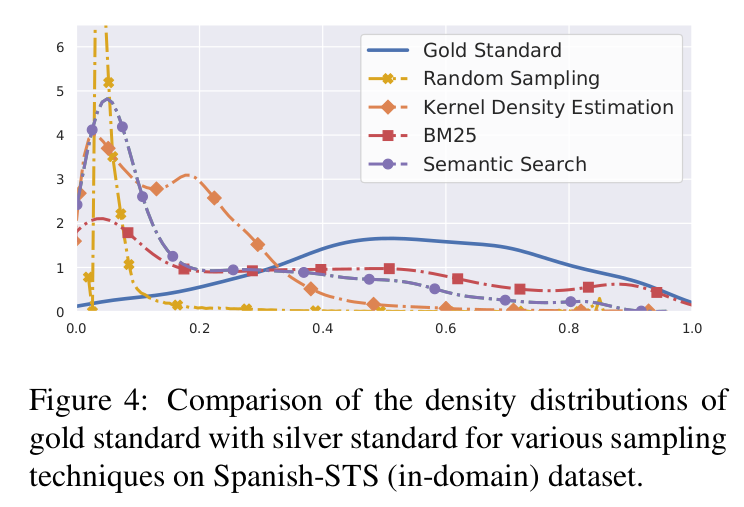 6
5
4
3
2
1
0
0.0 0.2 0.4 0.6 0.8 1.0
Gold Standard
Random Sampling
Kernel Density Estimation
BM25
Semantic Search
Figure 4: Comparison of the density distributions of
gold standard with silver standard for various sampling
techniques on Spanish-STS (in-domain) dataset.